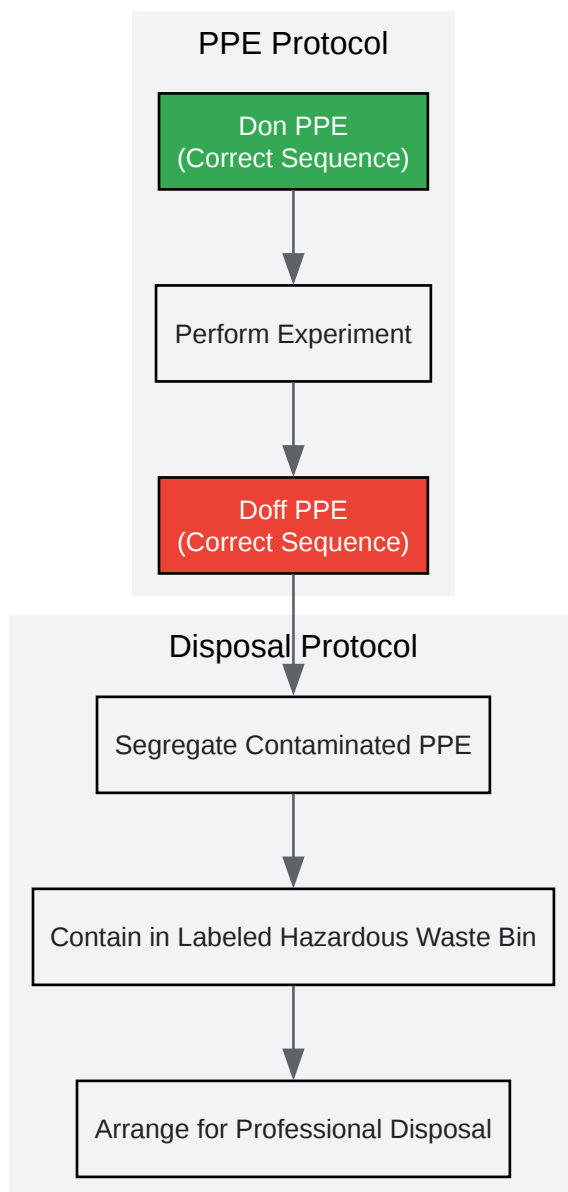 PPE Protocol
Don PPE
(Correct Sequence)
Perform Experiment
Doff PPE
(Correct Sequence)
Disposal Protocol
Segregate Contaminated PPE
Contain in Labeled Hazardous Waste Bin
Arrange for Professional Disposal